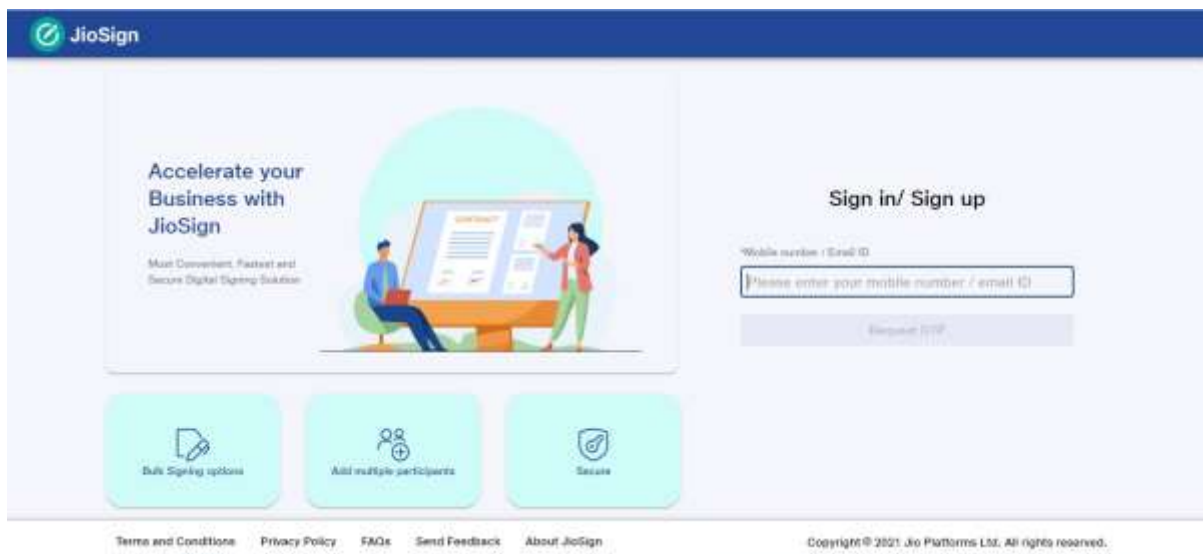 JioSign
Accelerate your
Business with
JioSign
Most Convenient, Fastest and
Secure Digital Signing Solution
CONTRACT
Sign in/ Sign up
*Mobile number / Email ID
Please enter your mobile number / email ID
Request OTP
Bulk Signing options
Add multiple participants
Secure
Terms and Conditions Privacy Policy FAQs Send Feedback About JioSign
Copyright © 2021 Jio Platforms Ltd. All rights reserved.